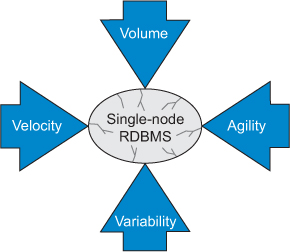 Volume
Velocity
Single-node
RDBMS
Agility
Variability